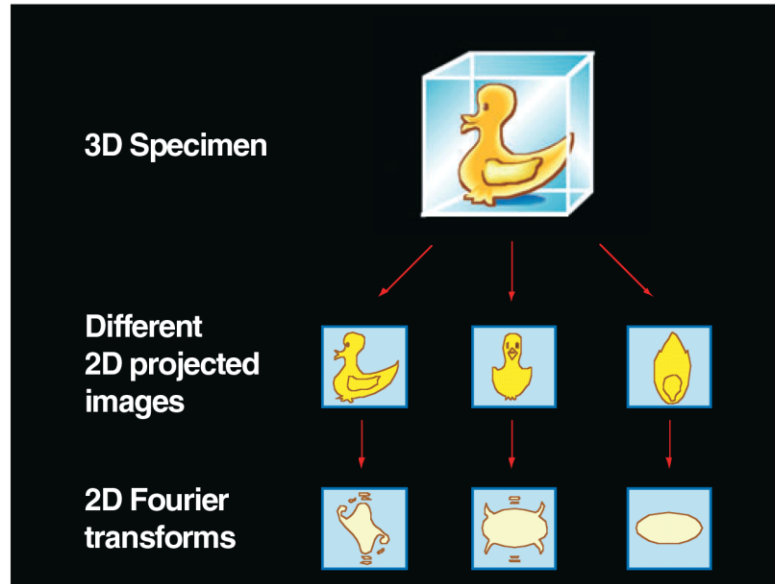 3D Specimen
Different
2D projected
images
2D Fourier
transforms